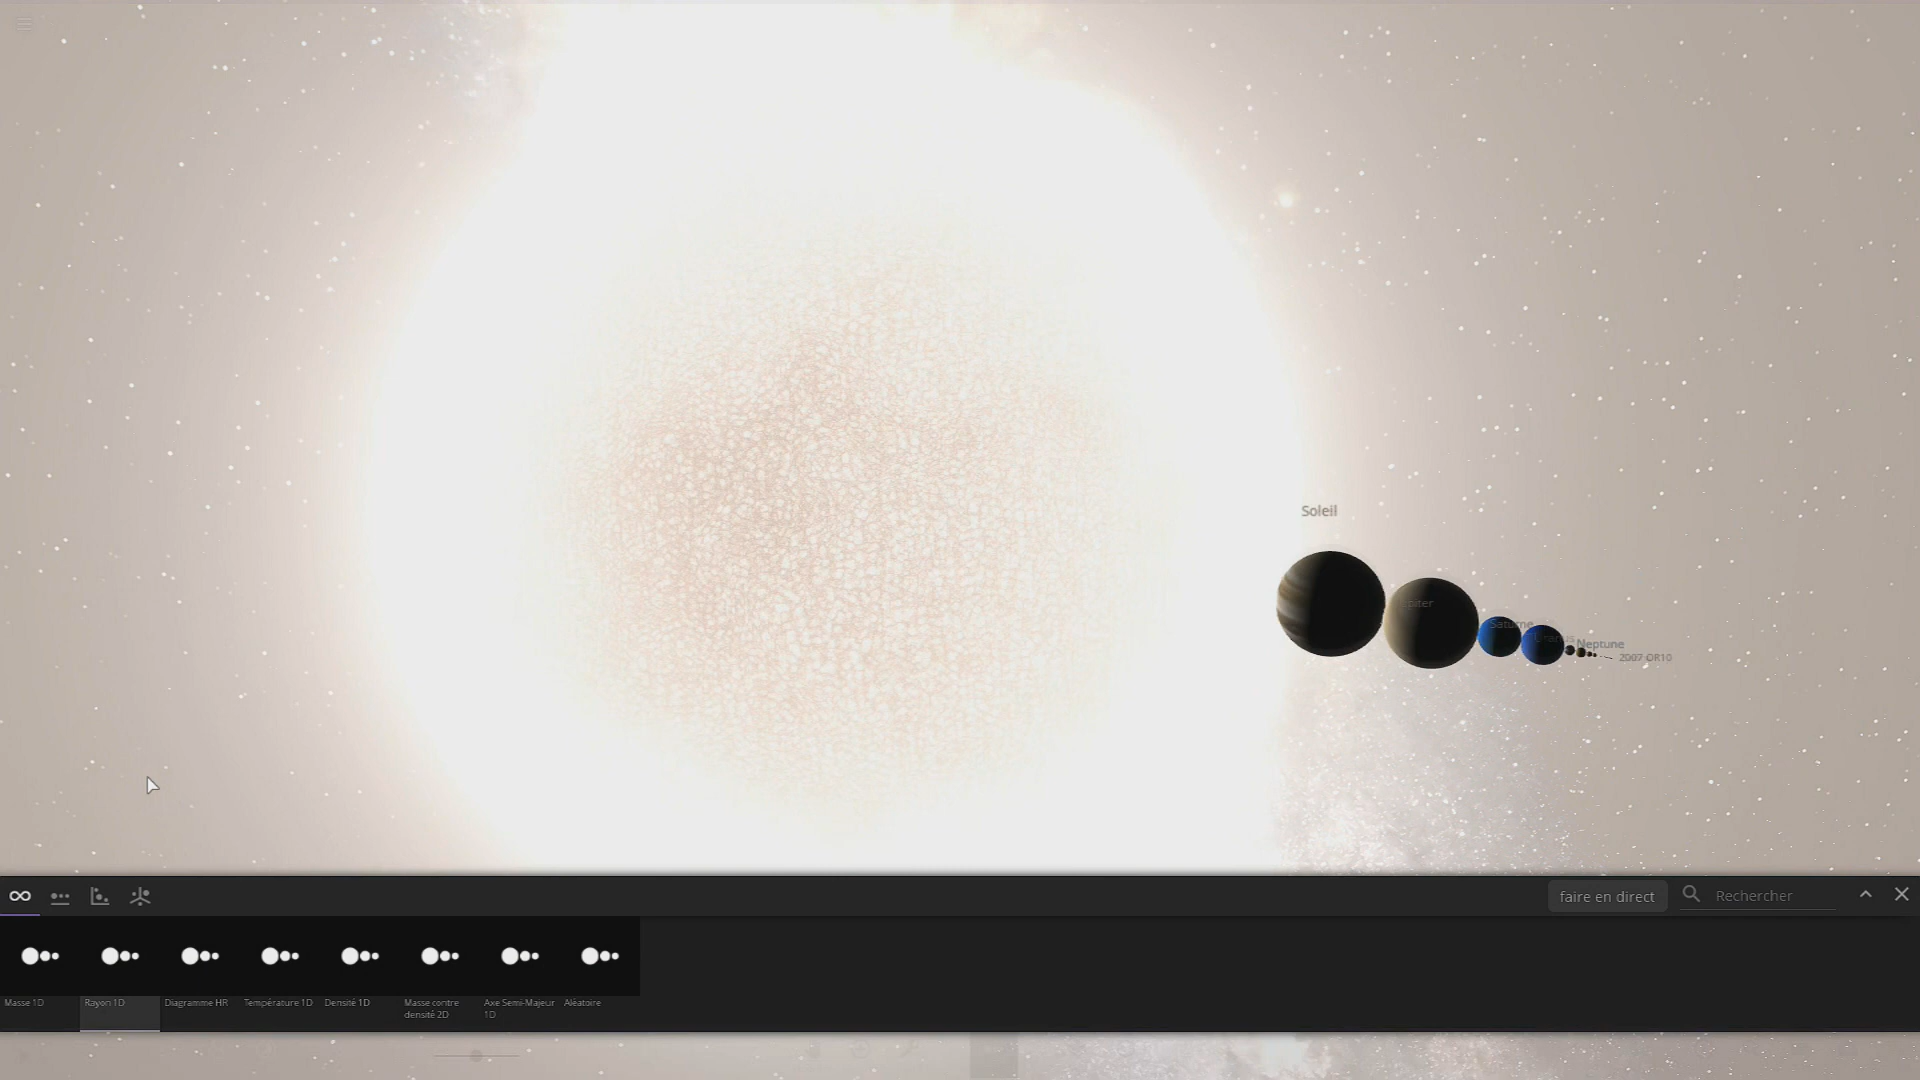 Soleil
Saturne
Uranus
Neptune
2007 OR10
faire en direct
Rechercher
Masse 1D
Rayon 1D
Diagramme HR
Température 1D
Densité 1D
Masse contre
densité 2D
Axe Semi-Majeur
1D
Aléatoire